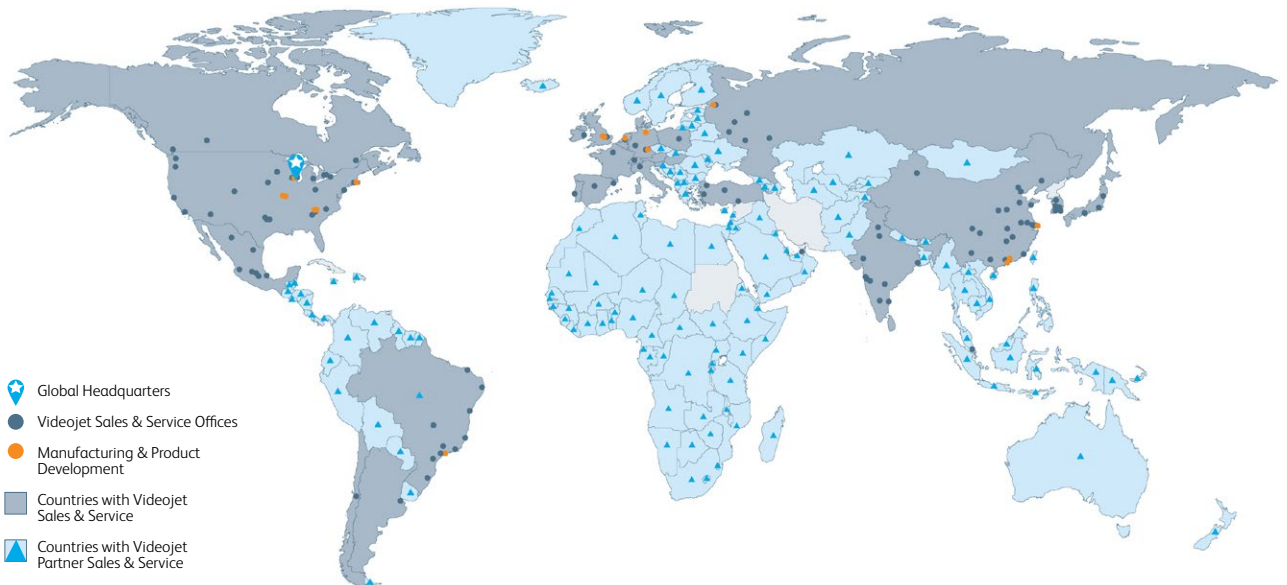 Global Headquarters
Videojet Sales & Service Offices
Manufacturing & Product
Development
Countries with Videojet
Sales & Service
Countries with Videojet
Partner Sales & Service